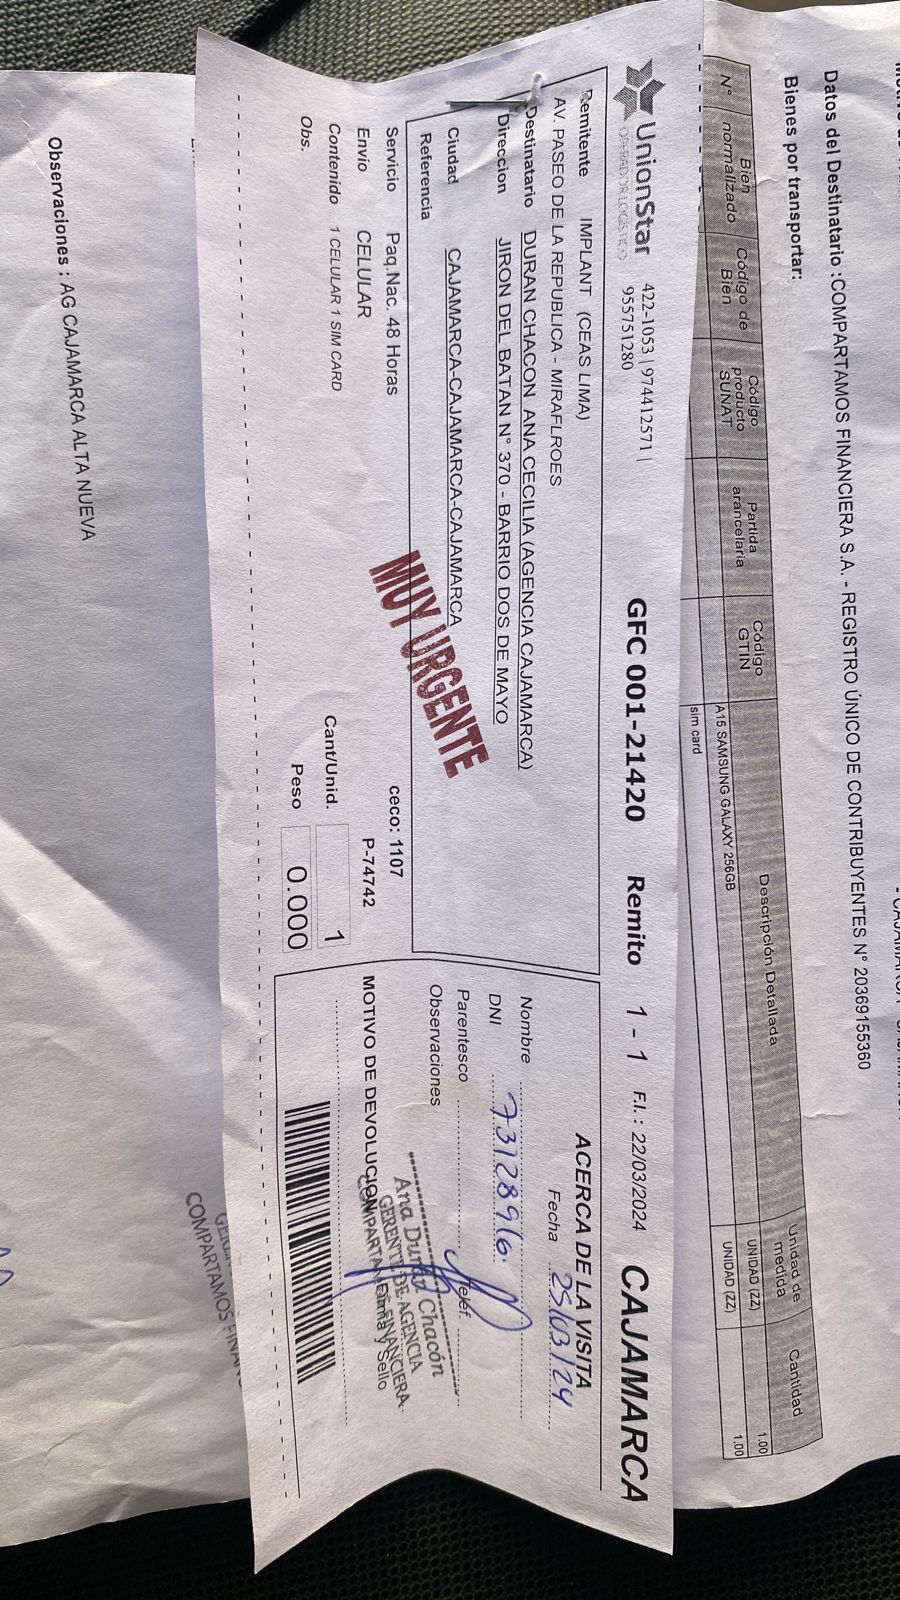 Datos del Destinatario :COMPARTAMOS FINANCIERA S.A. - REGISTRO ÚNICO DE CONTRIBUYENTES N° 20369155360
Bienes por transportar:
N° Bien normalizado Código de Bien Código producto SUNAT Partida arancelaria Código GTIN Descripción Detallada Unidad de medida Cantidad
A15 SAMSUNG GALAXY 256GB UNIDAD (ZZ) 1.00
sim card UNIDAD (ZZ) 1.00
UnionStar 422-1053 | 974412571 | GFC 001-21420 Remito 1 - 1 F.I.: 22/03/2024 CAJAMARCA
OPERADOR LOGÍSTICO 955751280
Remitente IMPLANT (CEAS LIMA)
AV. PASEO DE LA REPUBLICA - MIRAFLROES
Destinatario DURAN CHACON ANA CECILIA (AGENCIA CAJAMARCA)
Direccion JIRON DEL BATAN N° 370 - BARRIO DOS DE MAYO
Ciudad CAJAMARCA-CAJAMARCA-CAJAMARCA
Referencia
MUY URGENTE
Servicio Paq.Nac. 48 Horas ceco: 1107
Envio CELULAR P-74742
Contenido 1 CELULAR 1 SIM CARD Cant/Unid. 1
Obs. Peso 0.000
ACERCA DE LA VISITA
Fecha 25/03/24
Nombre
DNI 73128916
Parentesco Telef
Observaciones
Ana Durán Chacón
GERENTE DE AGENCIA
COMPARTAMOS FINANCIERA
MOTIVO DE DEVOLUCION Firma y Sello
COMPARTAMOS FINAN
Observaciones : AG CAJAMARCA ALTA NUEVA